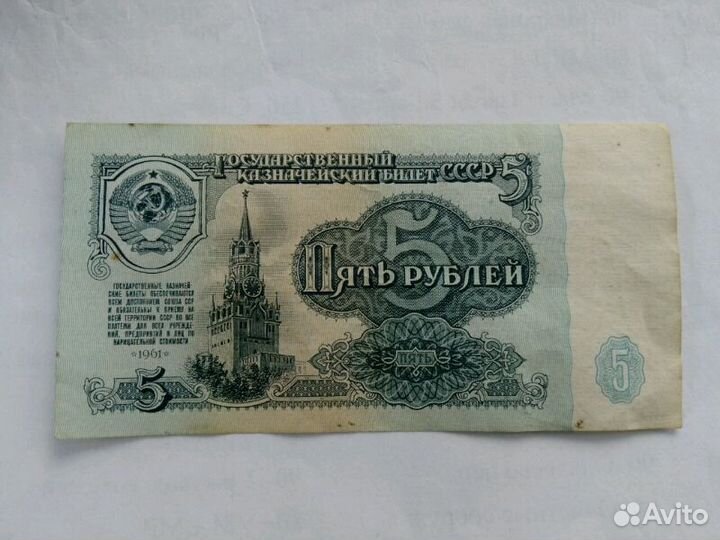 ГОСУДАРСТВЕННЫЙ
КАЗНАЧЕЙСКИЙ БИЛЕТ СССР
5
5
ПЯТЬ РУБЛЕЙ
ГОСУДАРСТВЕННЫЕ КАЗНАЧЕЙ-
СКИЕ БИЛЕТЫ ОБЕСПЕЧИВАЮТСЯ
ВСЕМ ДОСТОЯНИЕМ СОЮЗА ССР
И ОБЯЗАТЕЛЬНЫ К ПРИЕМУ НА
ВСЕЙ ТЕРРИТОРИИ СССР ВО ВСЕ
ПЛАТЕЖИ ДЛЯ ВСЕХ УЧРЕЖДЕ-
НИЙ, ПРЕДПРИЯТИЙ И ЛИЦ ПО
НАРИЦАТЕЛЬНОЙ СТОИМОСТИ
1961
ПЯТЬ
5
5
Avito